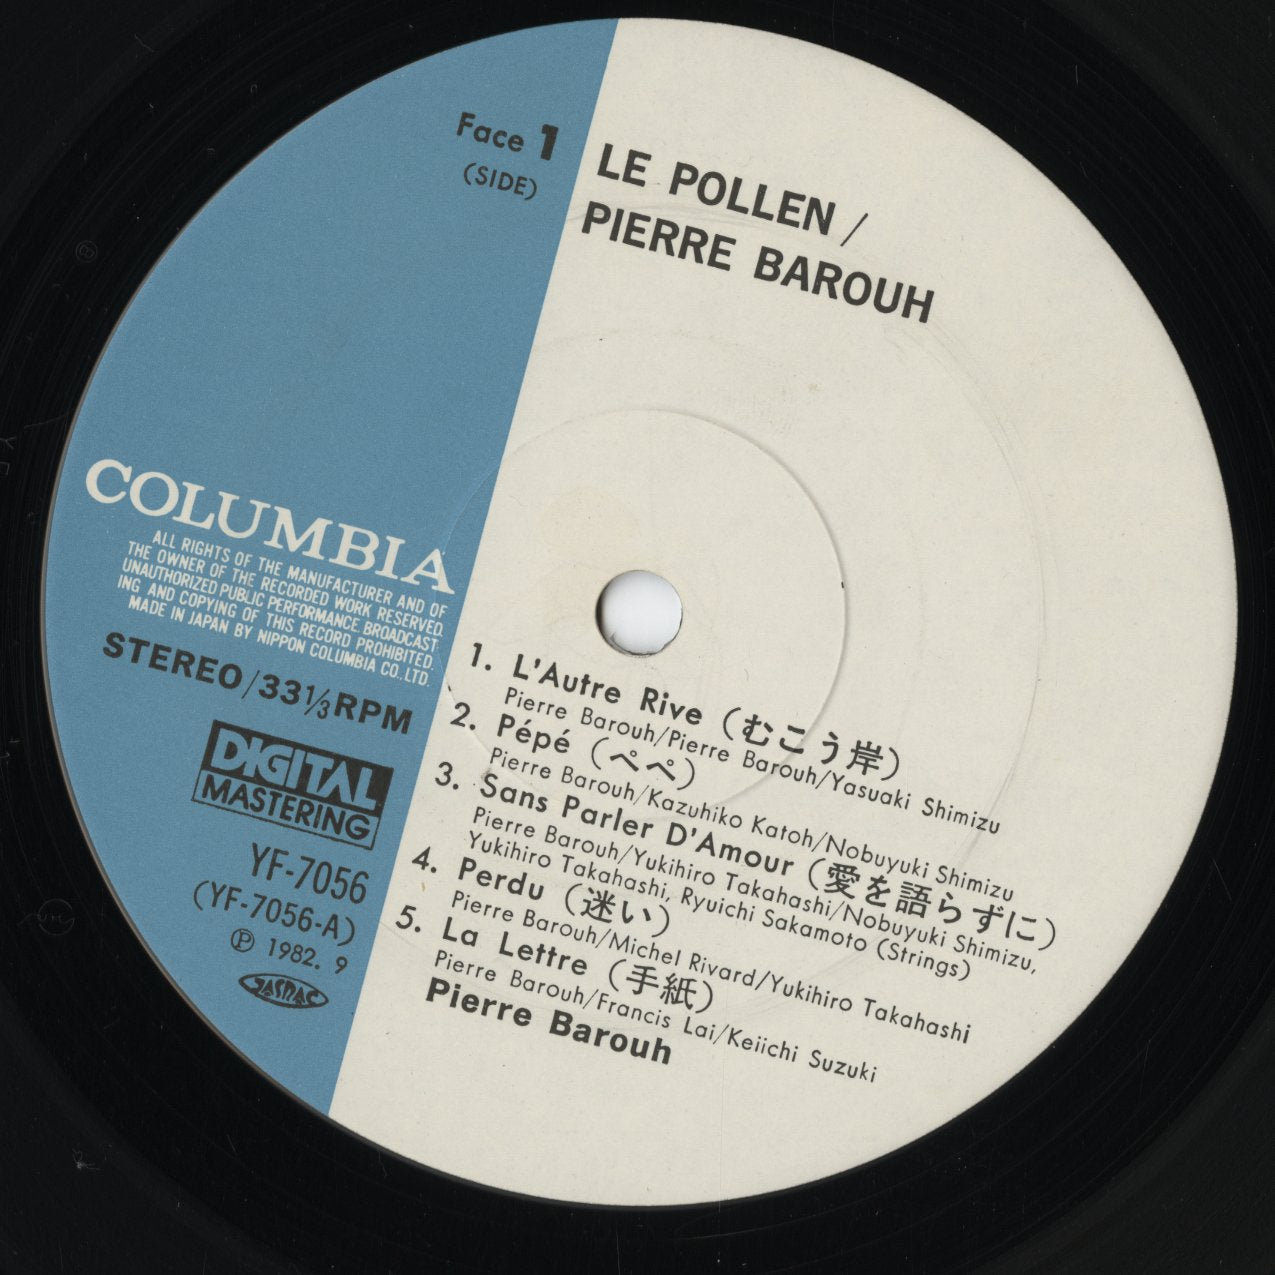 Face 1
(SIDE)
LE POLLEN /
PIERRE BAROUH
COLUMBIA
ALL RIGHTS OF THE MANUFACTURER AND OF
THE OWNER OF THE RECORDED WORK RESERVED.
UNAUTHORIZED PUBLIC PERFORMANCE. BROADCAST-
ING AND COPYING OF THIS RECORD PROHIBITED.
MADE IN JAPAN BY NIPPON COLUMBIA CO., LTD.
STEREO/33⅓RPM
DIGITAL
MASTERING
YF-7056
(YF-7056-A)
Ⓟ 1982. 9
JASRAC
1. L'Autre Rive (むこう岸)
Pierre Barouh/Pierre Barouh/Yasuaki Shimizu
2. Pépé (ペペ)
Pierre Barouh/Kazuhiko Katoh/Nobuyuki Shimizu
3. Sans Parler D'Amour (愛を語らずに)
Pierre Barouh/Yukihiro Takahashi/Nobuyuki Shimizu,
Yukihiro Takahashi, Ryuichi Sakamoto (Strings)
4. Perdu (迷い)
Pierre Barouh/Michel Rivard/Yukihiro Takahashi
5. La Lettre (手紙)
Pierre Barouh/Francis Lai/Keiichi Suzuki
Pierre Barouh